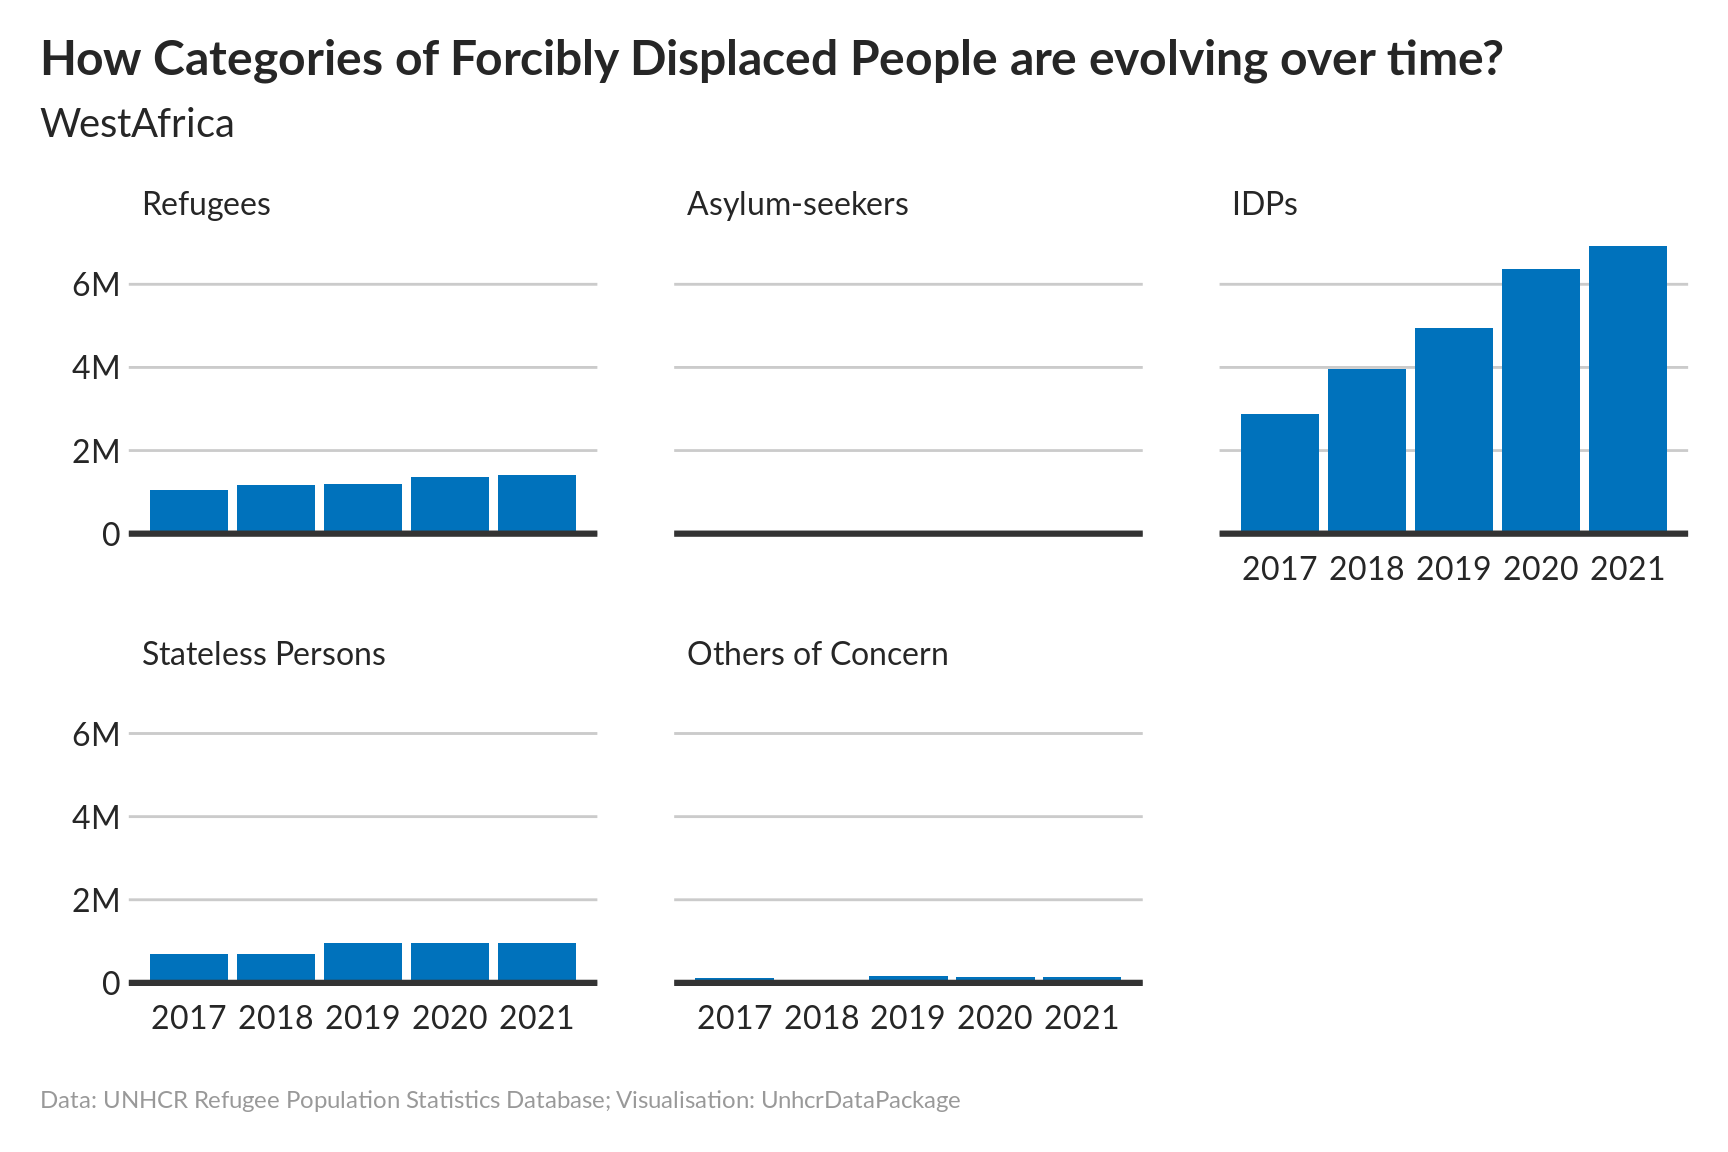 How Categories of Forcibly Displaced People are evolving over time?
WestAfrica
Refugees
Asylum-seekers
IDPs
6M
4M
2M
0
2017 2018 2019 2020 2021
Stateless Persons
Others of Concern
6M
4M
2M
0
2017 2018 2019 2020 2021
2017 2018 2019 2020 2021
Data: UNHCR Refugee Population Statistics Database; Visualisation: UnhcrDataPackage